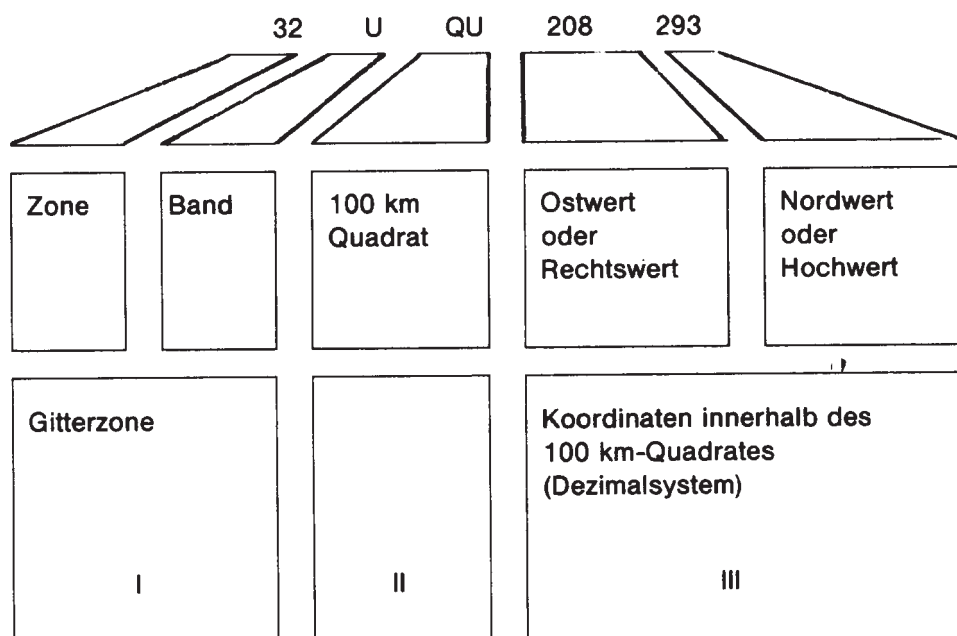 32 U QU 208 293
Zone
Band
100 km
Quadrat
Ostwert
oder
Rechtswert
Nordwert
oder
Hochwert
Gitterzone
Koordinaten innerhalb des
100 km-Quadrates
(Dezimalsystem)
I
II
III